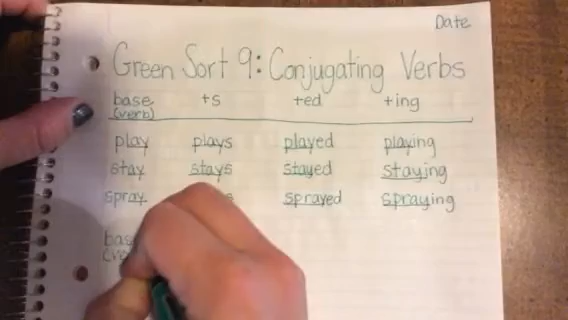 Date
Green Sort 9: Conjugating Verbs
base +s +ed +ing
(verb)
play plays played playing
stay stays stayed staying
spray sprayed spraying